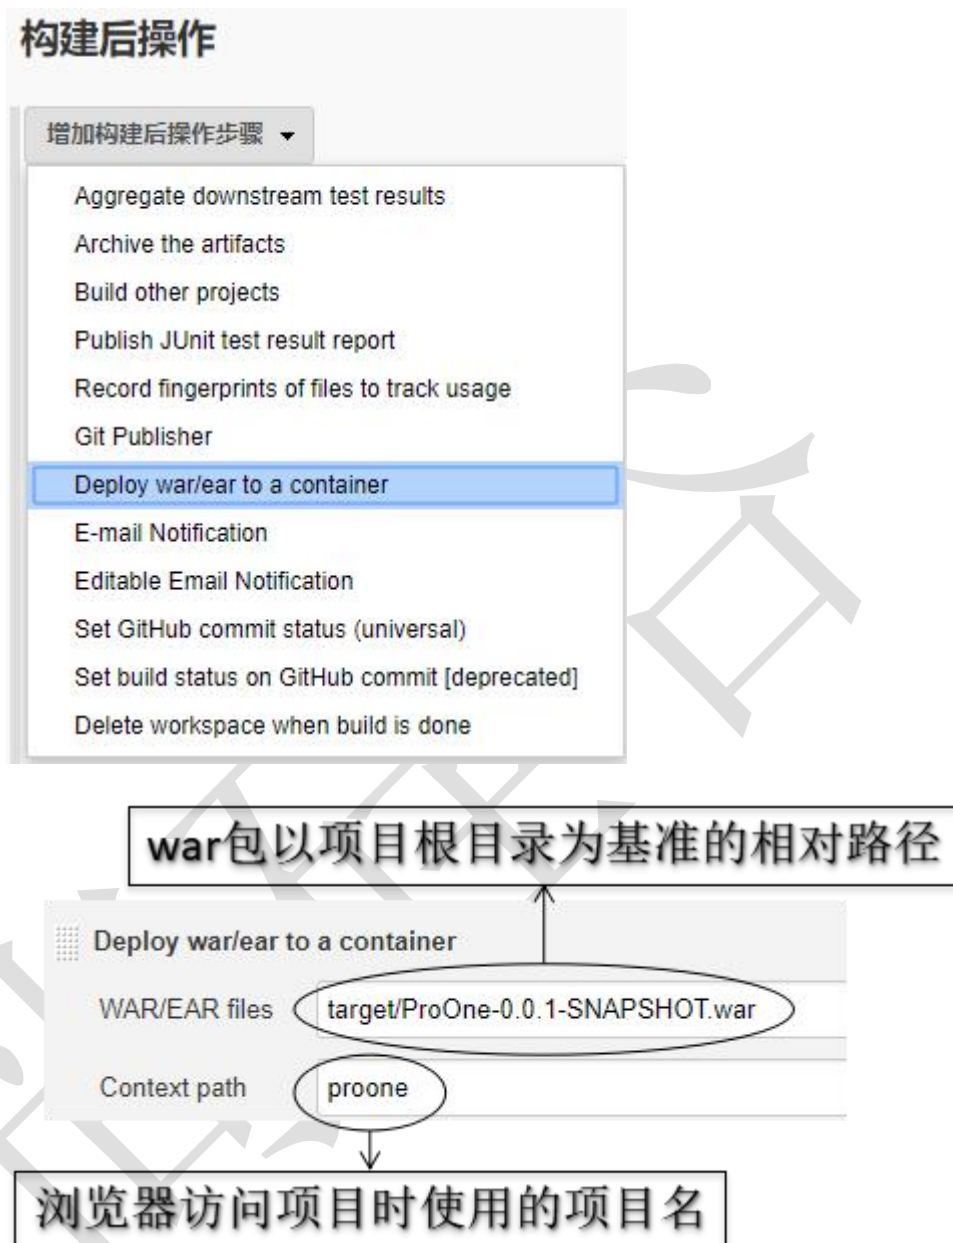 构建后操作
增加构建后操作步骤
Aggregate downstream test results
Archive the artifacts
Build other projects
Publish JUnit test result report
Record fingerprints of files to track usage
Git Publisher
Deploy war/ear to a container
E-mail Notification
Editable Email Notification
Set GitHub commit status (universal)
Set build status on GitHub commit [deprecated]
Delete workspace when build is done
war包以项目根目录为基准的相对路径
Deploy war/ear to a container
WAR/EAR files target/ProOne-0.0.1-SNAPSHOT.war
Context path proone
浏览器访问项目时使用的项目名